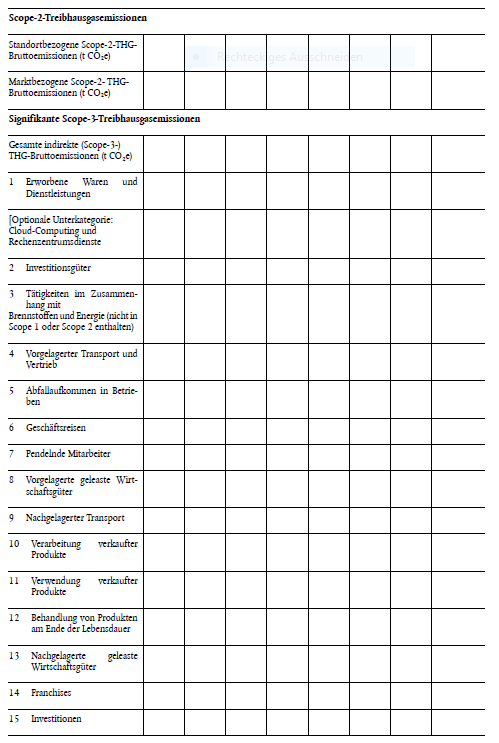 Scope-2-Treibhausgasemissionen
Standortbezogene Scope-2-THG-
Bruttoemissionen (t CO₂e)
Rechteckiges Ausschneiden
Marktbezogene Scope-2- THG-
Bruttoemissionen (t CO₂e)
Signifikante Scope-3-Treibhausgasemissionen
Gesamte indirekte (Scope-3-)
THG-Bruttoemissionen (t CO₂e)
1 Erworbene Waren und
Dienstleistungen
[Optionale Unterkategorie:
Cloud-Computing und
Rechenzentrumsdienste
2 Investitionsgüter
3 Tätigkeiten im Zusammen-
hang mit
Brennstoffen und Energie (nicht in
Scope 1 oder Scope 2 enthalten)
4 Vorgelagerter Transport und
Vertrieb
5 Abfallaufkommen in Betrie-
ben
6 Geschäftsreisen
7 Pendelnde Mitarbeiter
8 Vorgelagerte geleaste Wirt-
schaftsgüter
9 Nachgelagerter Transport
10 Verarbeitung verkaufter
Produkte
11 Verwendung verkaufter
Produkte
12 Behandlung von Produkten
am Ende der Lebensdauer
13 Nachgelagerte geleaste
Wirtschaftsgüter
14 Franchises
15 Investitionen